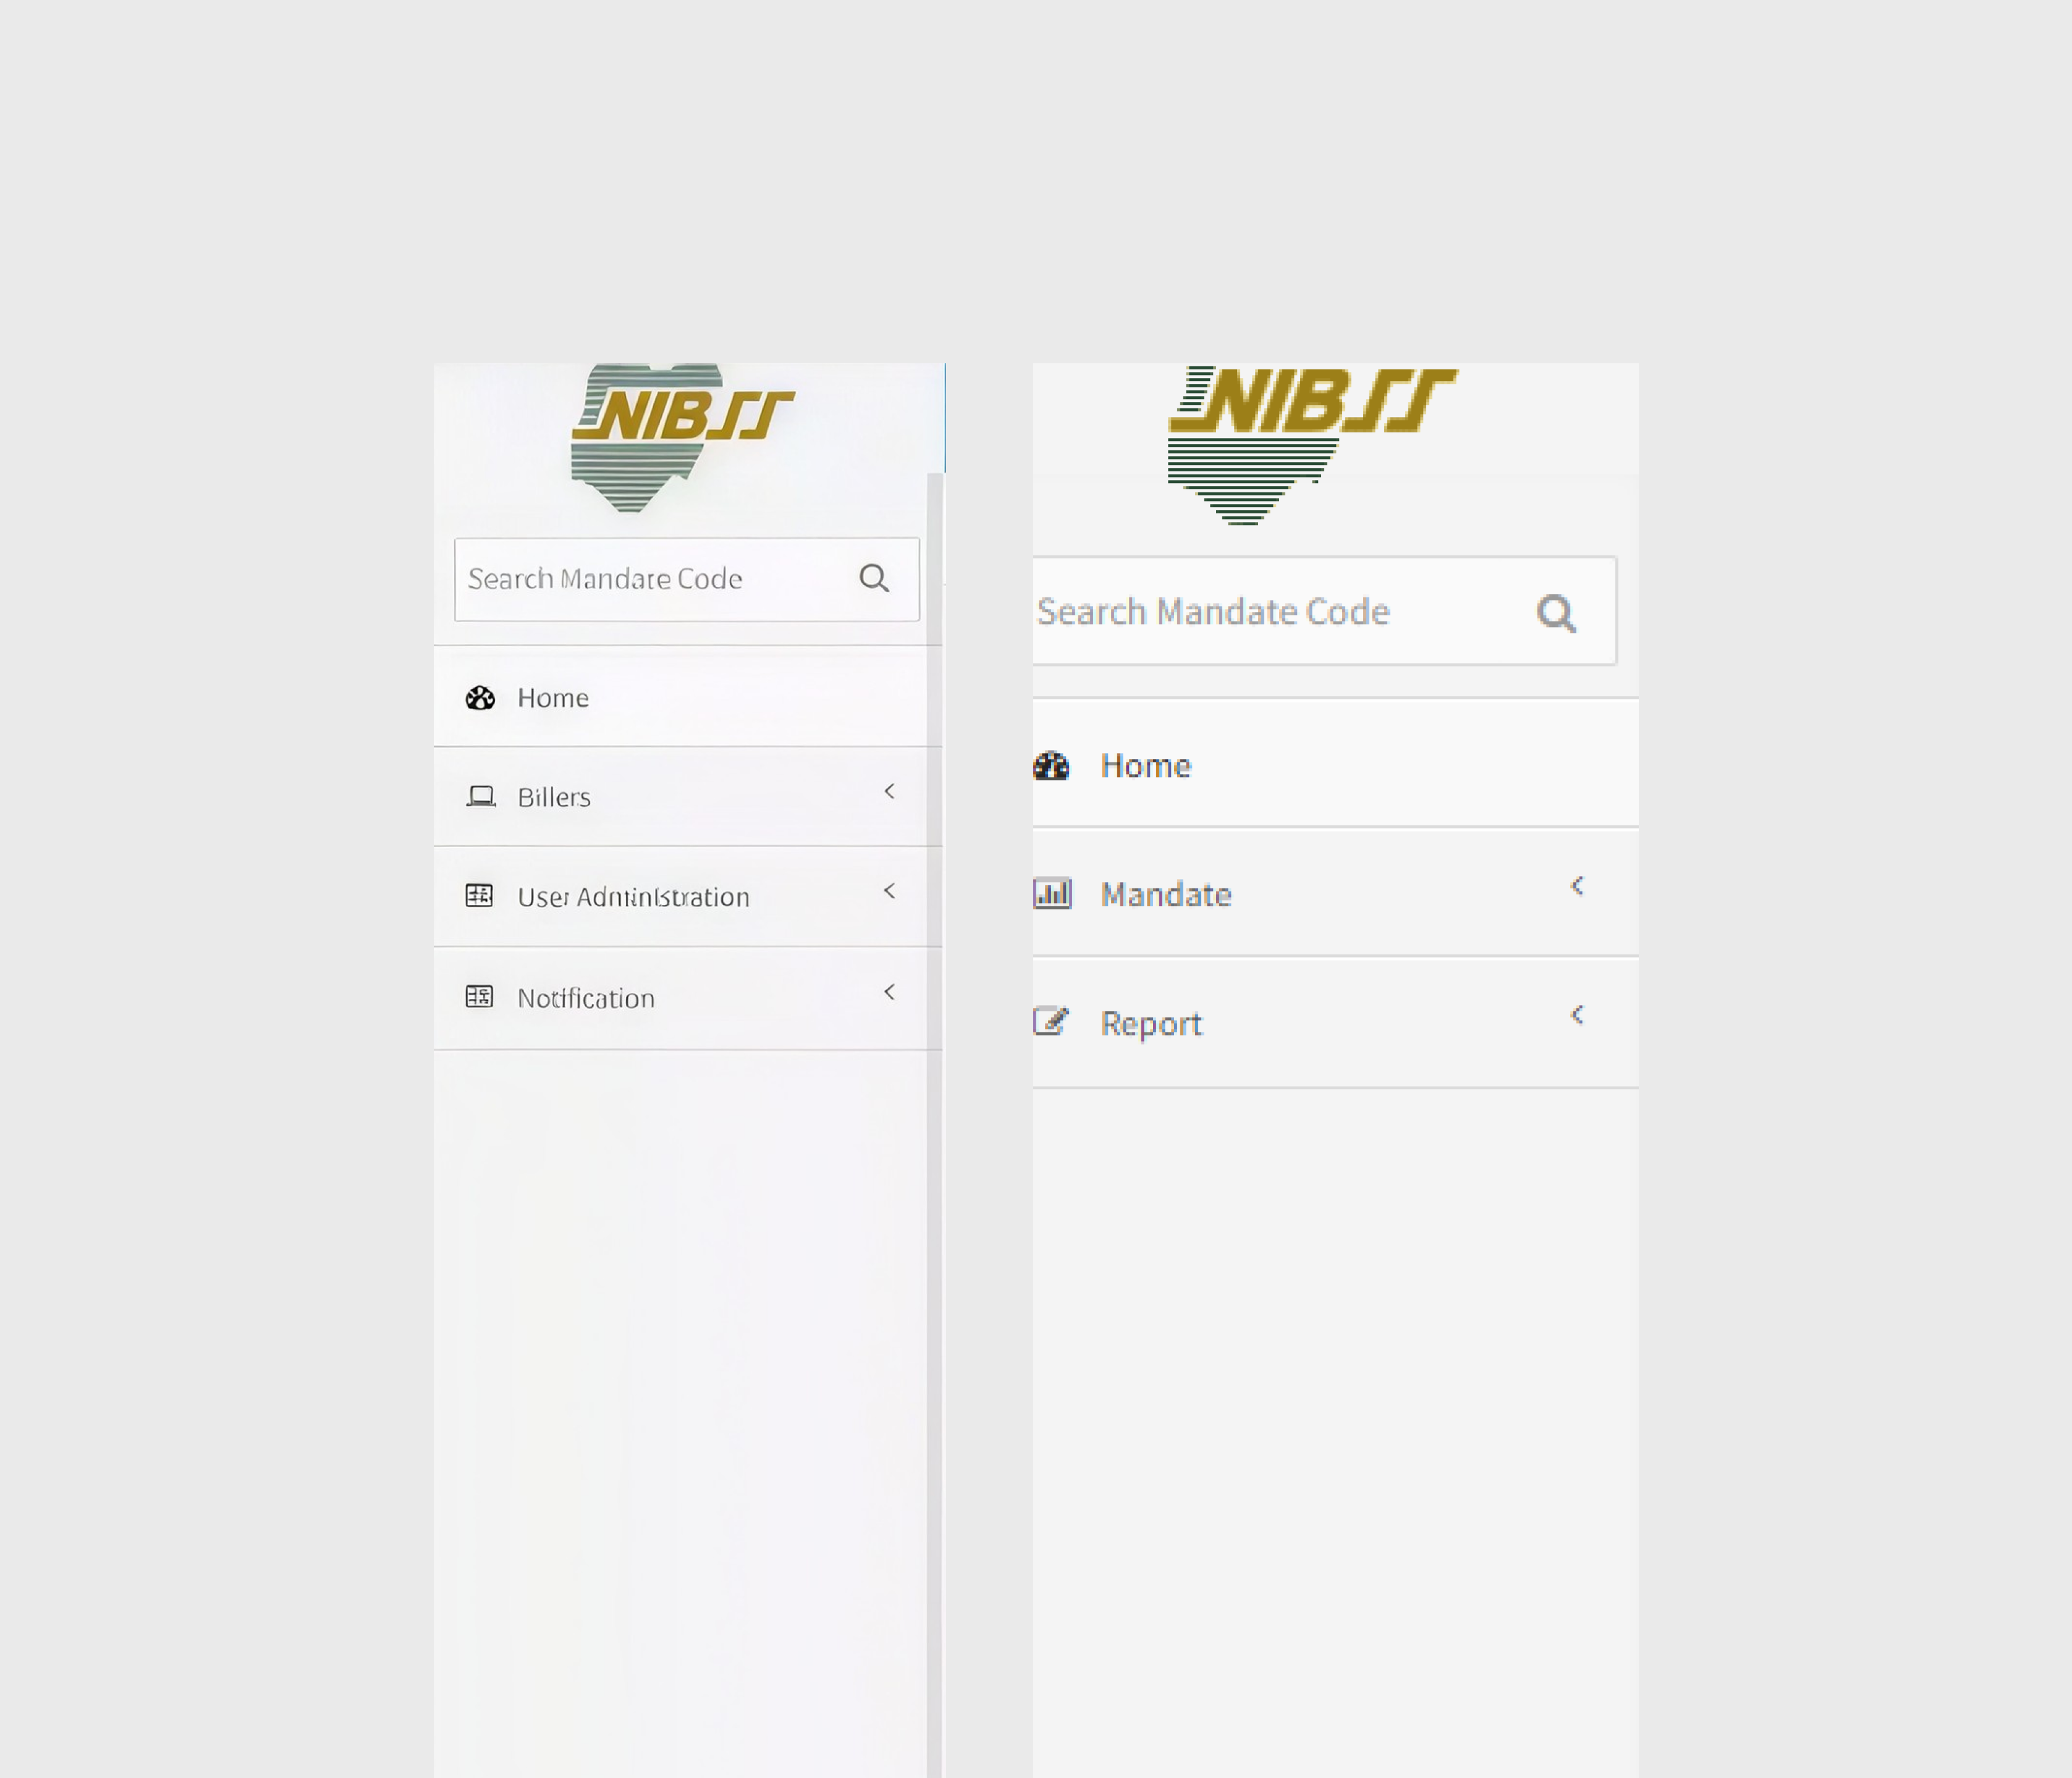 NIBSS
Search Mandate Code
Home
Billers
User Administration
Notification
NIBSS
Search Mandate Code
Home
Mandate
Report